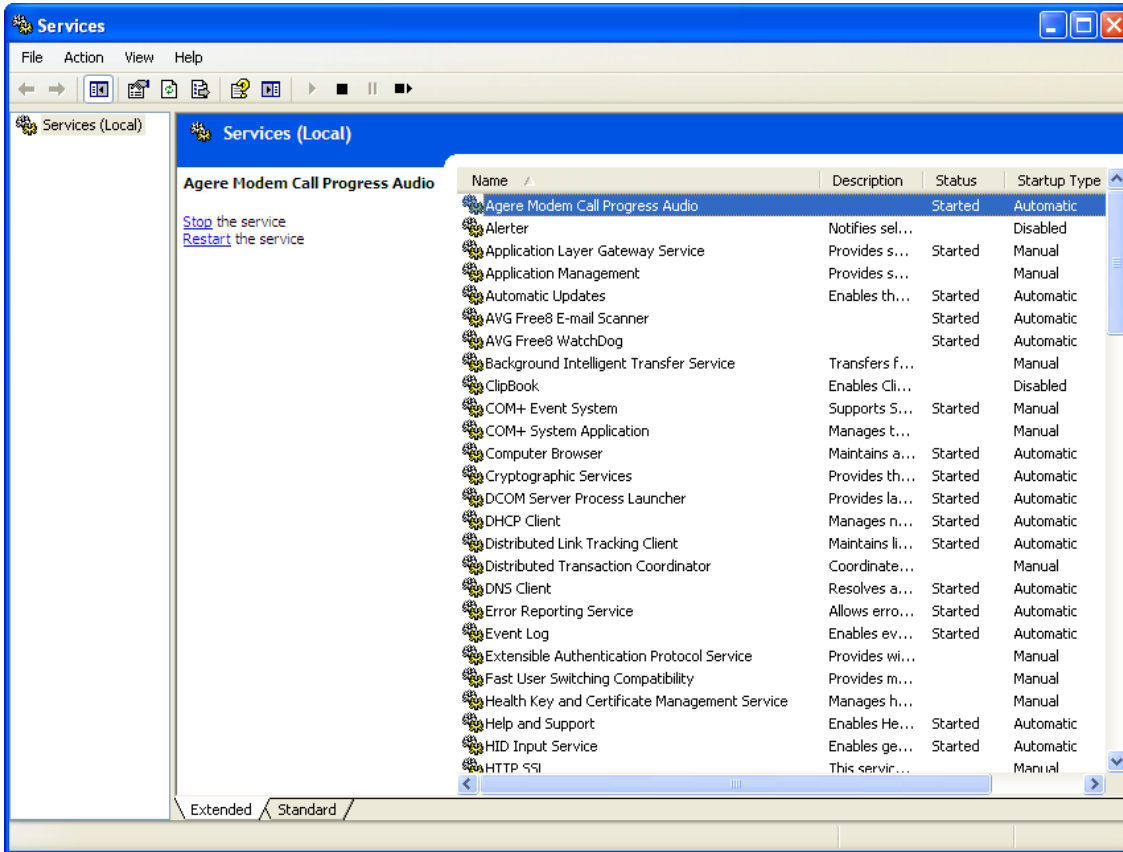 Services
File Action View Help
Services (Local)
Services (Local)
Agere Modem Call Progress Audio
Stop the service
Restart the service
Name Description Status Startup Type
Agere Modem Call Progress Audio Started Automatic
Alerter Notifies sel... Disabled
Application Layer Gateway Service Provides s... Started Manual
Application Management Provides s... Manual
Automatic Updates Enables th... Started Automatic
AVG Free8 E-mail Scanner Started Automatic
AVG Free8 WatchDog Started Automatic
Background Intelligent Transfer Service Transfers f... Manual
ClipBook Enables Cli... Disabled
COM+ Event System Supports S... Started Manual
COM+ System Application Manages t... Manual
Computer Browser Maintains a... Started Automatic
Cryptographic Services Provides th... Started Automatic
DCOM Server Process Launcher Provides la... Started Automatic
DHCP Client Manages n... Started Automatic
Distributed Link Tracking Client Maintains li... Started Automatic
Distributed Transaction Coordinator Coordinate... Manual
DNS Client Resolves a... Started Automatic
Error Reporting Service Allows erro... Started Automatic
Event Log Enables ev... Started Automatic
Extensible Authentication Protocol Service Provides wi... Manual
Fast User Switching Compatibility Provides m... Manual
Health Key and Certificate Management Service Manages h... Manual
Help and Support Enables He... Started Automatic
HID Input Service Enables ge... Started Automatic
HTTP SSL This servic... Manual
Extended Standard